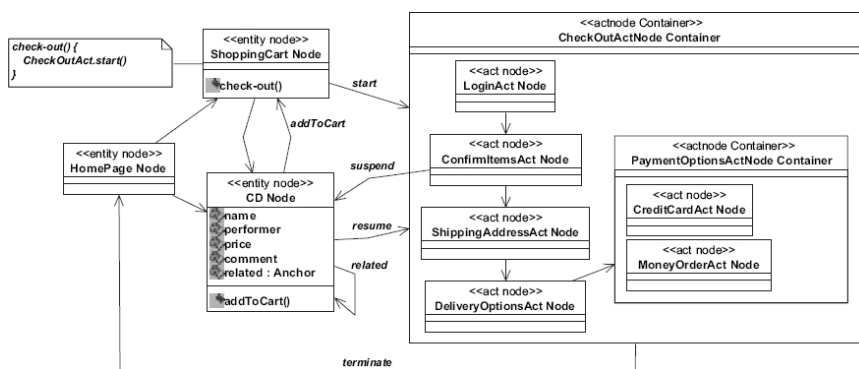 check-out() {
CheckOutAct.start()
}
<<entity node>>
ShoppingCart Node
check-out()
start
addToCart
<<entity node>>
HomePage Node
<<entity node>>
CD Node
name
performer
price
comment
related : Anchor
addToCart()
suspend
resume
related
terminate
<<actnode Container>>
CheckOutActNode Container
<<act node>>
LoginAct Node
<<act node>>
ConfirmItemsAct Node
<<act node>>
ShippingAddressAct Node
<<act node>>
DeliveryOptionsAct Node
<<actnode Container>>
PaymentOptionsActNode Container
<<act node>>
CreditCardAct Node
<<act node>>
MoneyOrderAct Node